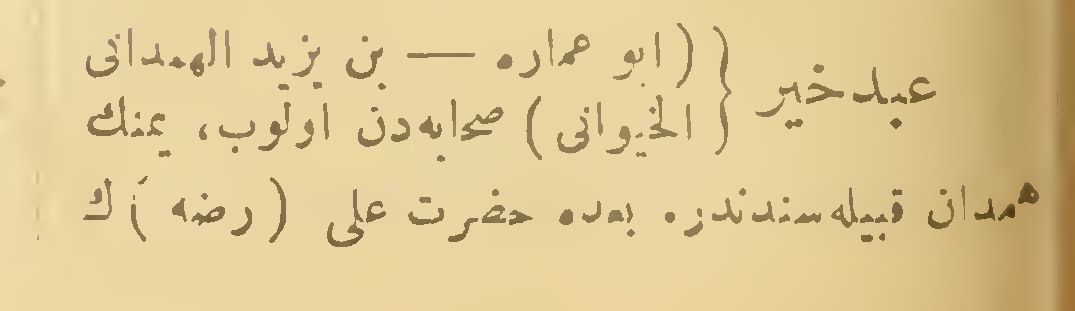 عبدخیر { ( ابو عماره — بن یزید الهمدانی
الخیوانی ) صحابه‌دن اولوب، یمنك
همدان قبیله‌سندندر. بعده حضرت علی ( رضه ) ك